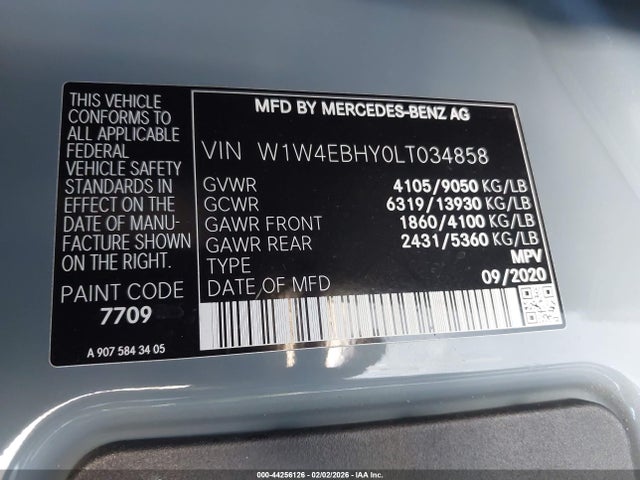 MFD BY MERCEDES-BENZ AG
THIS VEHICLE
CONFORMS TO
ALL APPLICABLE
FEDERAL
VEHICLE SAFETY
STANDARDS IN
EFFECT ON THE
DATE OF MANU-
FACTURE SHOWN
ON THE RIGHT.
PAINT CODE
7709
A 907 584 34 05
VIN W1W4EBHY0LT034858
GVWR 4105/9050 KG/LB
GCWR 6319/13930 KG/LB
GAWR FRONT 1860/4100 KG/LB
GAWR REAR 2431/5360 KG/LB
TYPE MPV
DATE OF MFD 09/2020
000-44256126 - 02/02/2026 - IAA Inc.